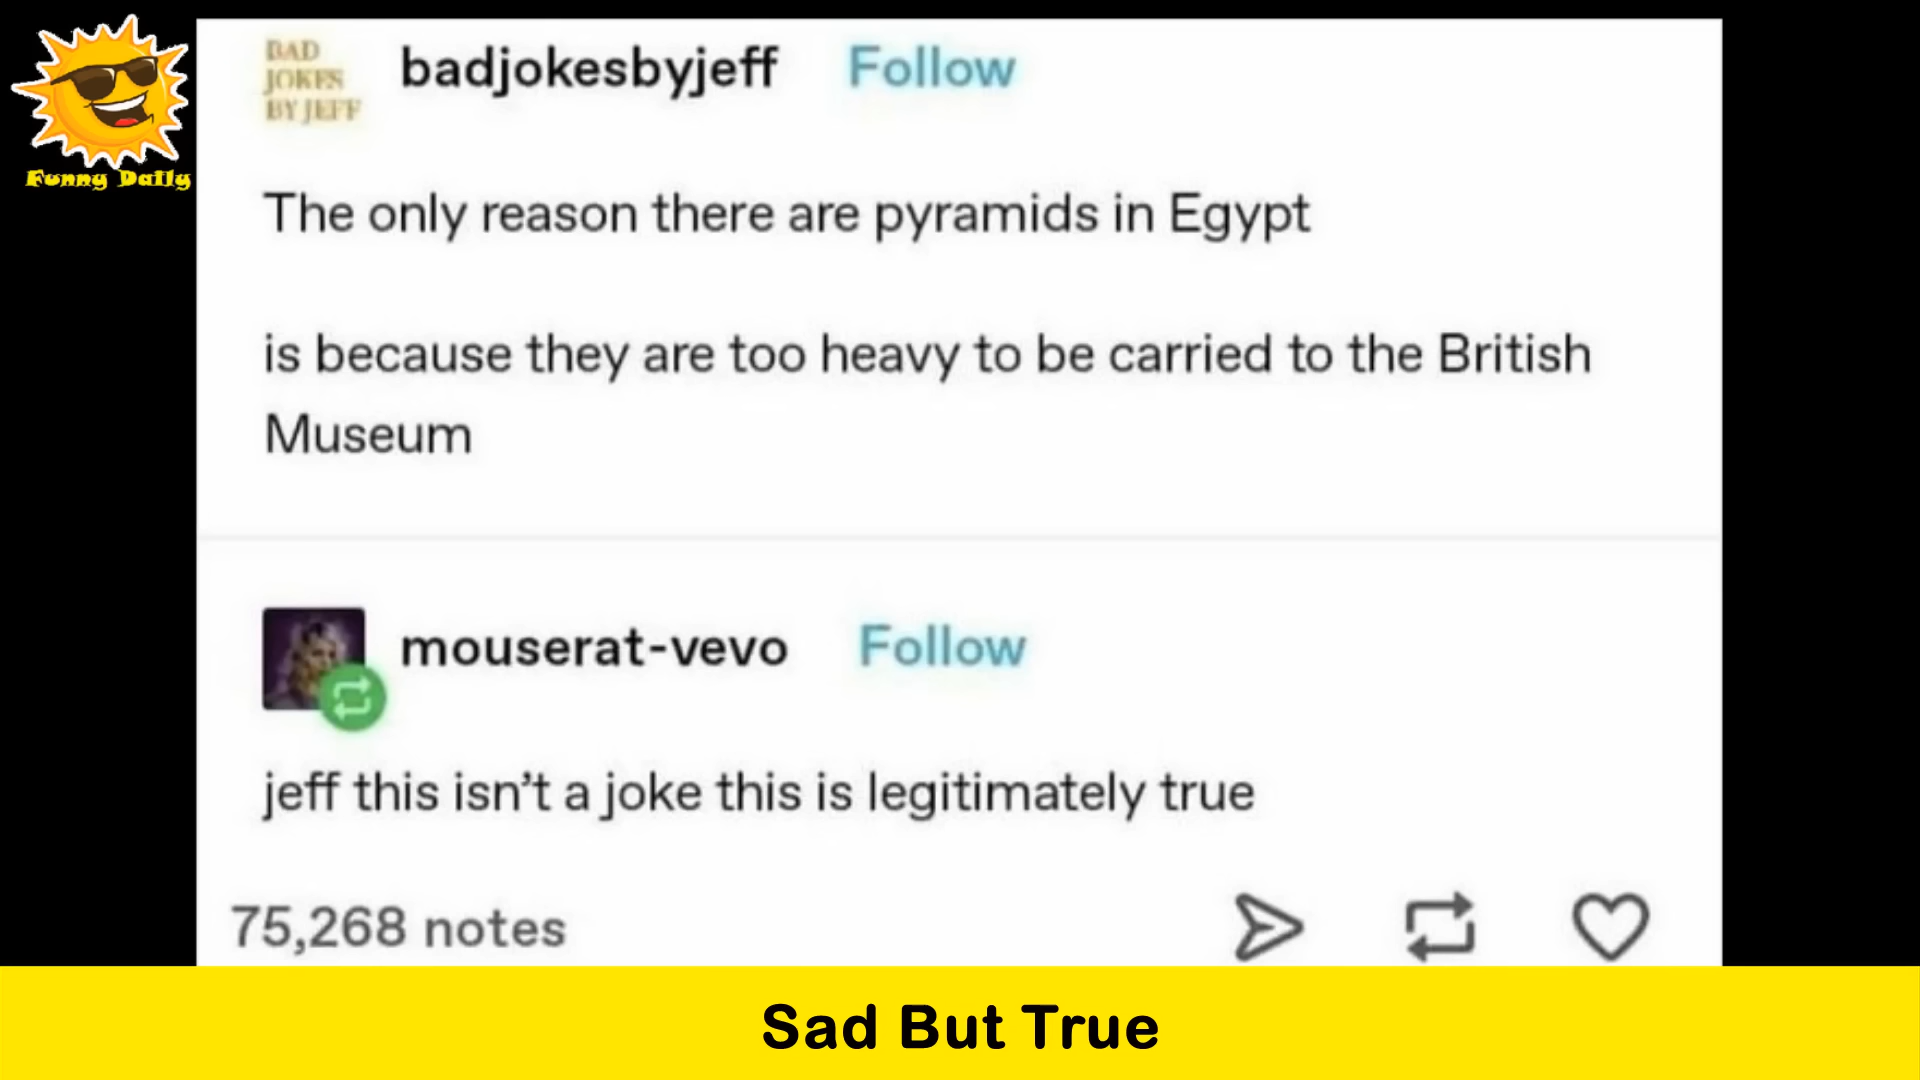 BAD
JOKES
BY JEFF
badjokesbyjeff Follow
Funny Daily
The only reason there are pyramids in Egypt
is because they are too heavy to be carried to the British
Museum
mouserat-vevo Follow
jeff this isn’t a joke this is legitimately true
75,268 notes
Sad But True